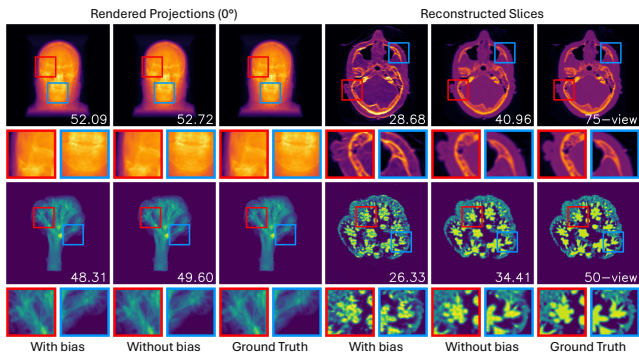 Rendered Projections (0°) Reconstructed Slices
52.09 52.72 28.68 40.96 75-view
48.31 49.60 26.33 34.41 50-view
With bias Without bias Ground Truth With bias Without bias Ground Truth